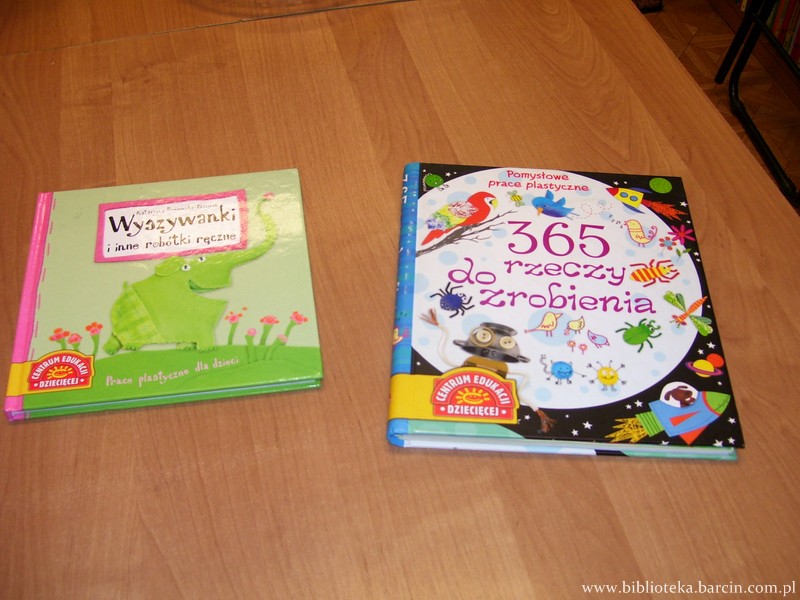 Wyszywanki
i inne robótki ręczne
CENTRUM EDUKACJI
DZIECIĘCEJ
Prace plastyczne dla dzieci
Pomysłowe
prace plastyczne
365
rzeczy
do
zrobienia
CENTRUM EDUKACJI
DZIECIĘCEJ
www.biblioteka.barcin.com.pl